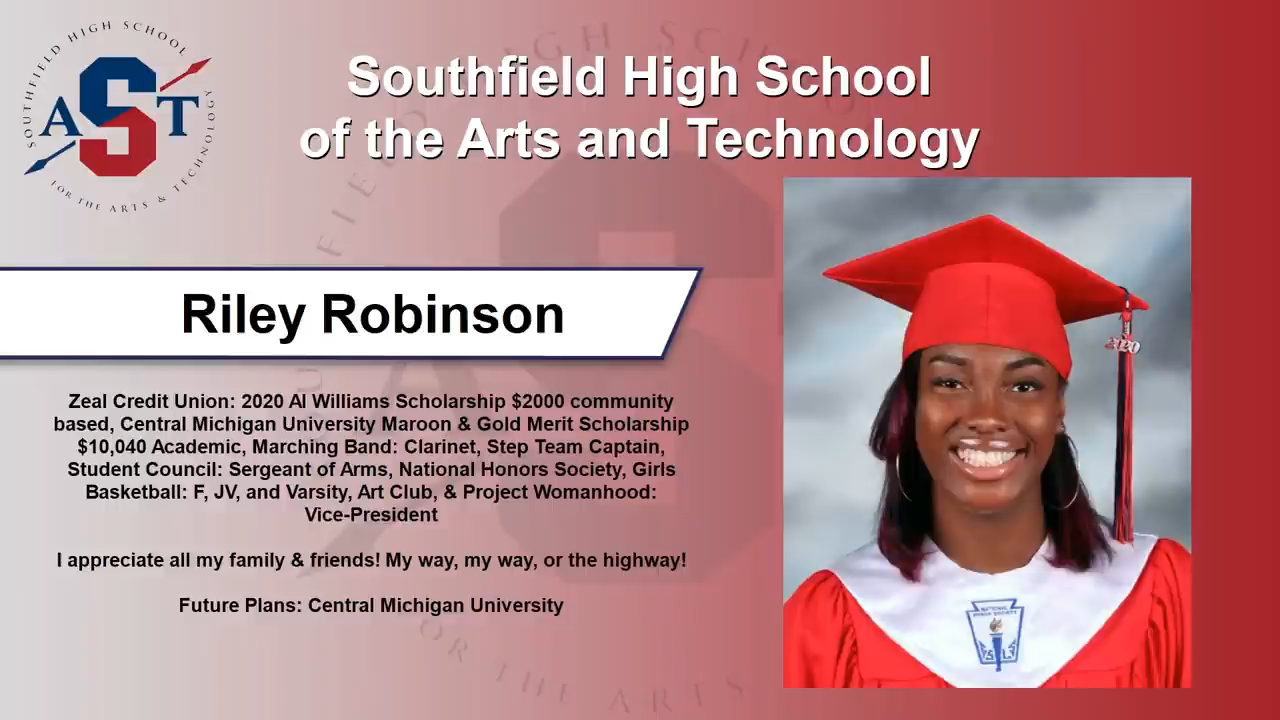 SOUTHFIELD HIGH SCHOOL
AST
FOR THE ARTS & TECHNOLOGY
Southfield High School
of the Arts and Technology
Riley Robinson
Zeal Credit Union: 2020 Al Williams Scholarship $2000 community
based, Central Michigan University Maroon & Gold Merit Scholarship
$10,040 Academic, Marching Band: Clarinet, Step Team Captain,
Student Council: Sergeant of Arms, National Honors Society, Girls
Basketball: F, JV, and Varsity, Art Club, & Project Womanhood:
Vice-President
I appreciate all my family & friends! My way, my way, or the highway!
Future Plans: Central Michigan University
2020
NATIONAL
HONOR SOCIETY